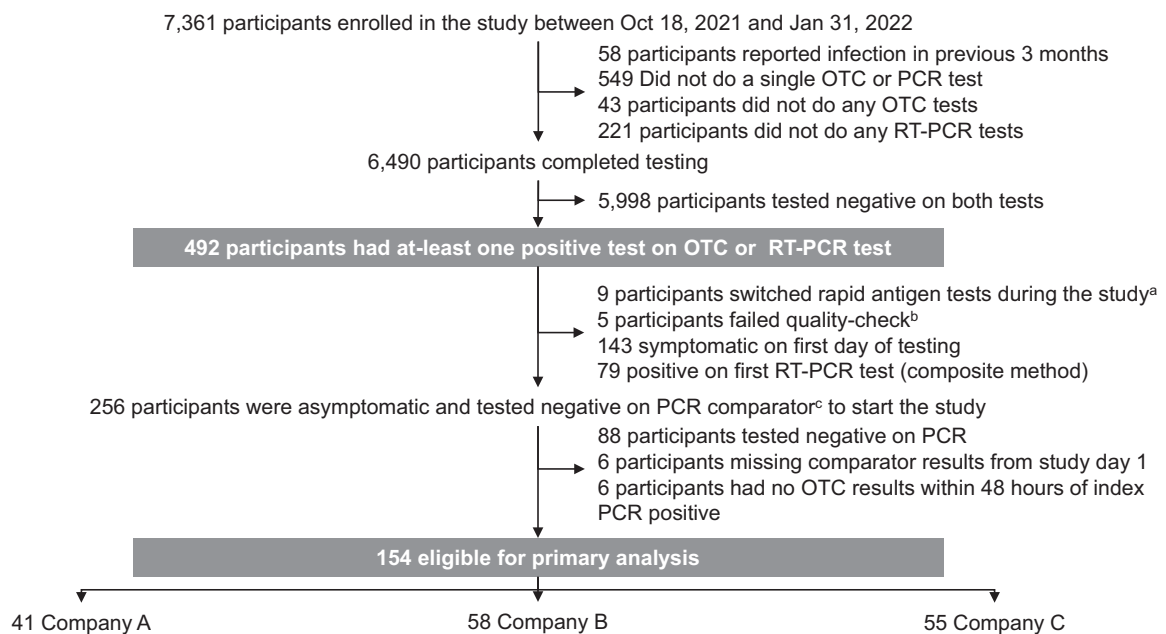 7,361 participants enrolled in the study between Oct 18, 2021 and Jan 31, 2022
58 participants reported infection in previous 3 months
549 Did not do a single OTC or PCR test
43 participants did not do any OTC tests
221 participants did not do any RT-PCR tests
6,490 participants completed testing
5,998 participants tested negative on both tests
492 participants had at-least one positive test on OTC or RT-PCR test
9 participants switched rapid antigen tests during the studyᵃ
5 participants failed quality-checkᵇ
143 symptomatic on first day of testing
79 positive on first RT-PCR test (composite method)
256 participants were asymptomatic and tested negative on PCR comparatorᶜ to start the study
88 participants tested negative on PCR
6 participants missing comparator results from study day 1
6 participants had no OTC results within 48 hours of index
PCR positive
154 eligible for primary analysis
41 Company A
58 Company B
55 Company C